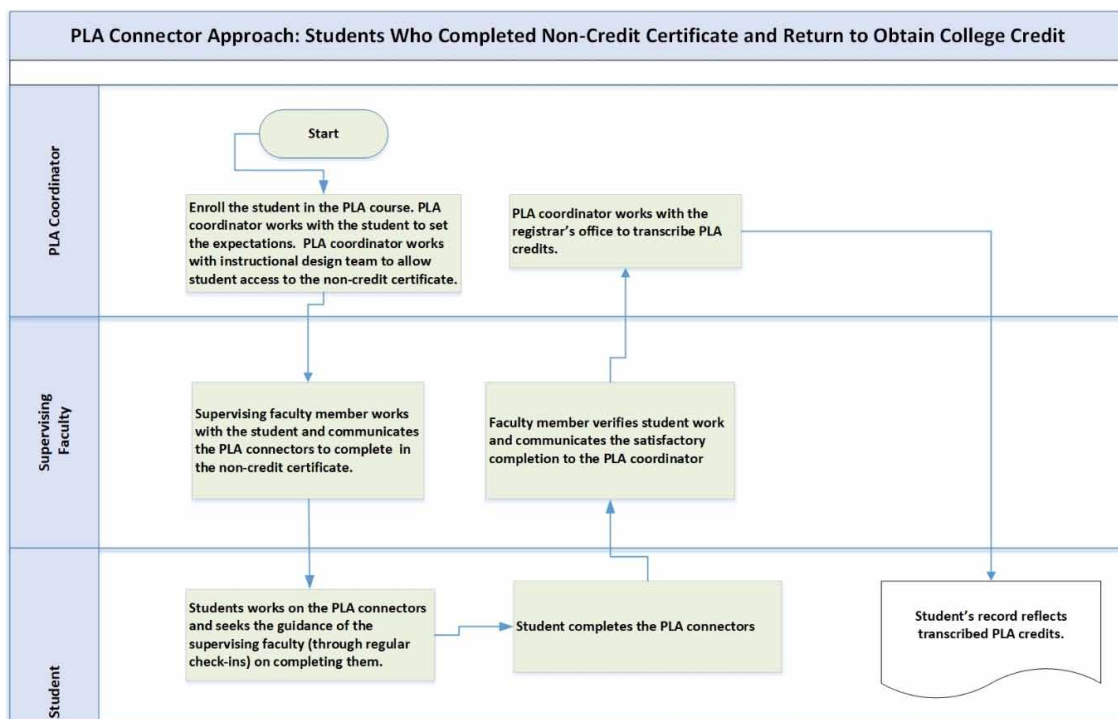 PLA Connector Approach: Students Who Completed Non-Credit Certificate and Return to Obtain College Credit
PLA Coordinator
Start
Enroll the student in the PLA course. PLA
coordinator works with the student to set
the expectations. PLA coordinator works
with instructional design team to allow
student access to the non-credit certificate.
PLA coordinator works with the
registrar's office to transcribe PLA
credits.
Supervising
Faculty
Supervising faculty member works
with the student and communicates
the PLA connectors to complete in
the non-credit certificate.
Faculty member verifies student work
and communicates the satisfactory
completion to the PLA coordinator
Student
Students works on the PLA connectors
and seeks the guidance of the
supervising faculty (through regular
check-ins) on completing them.
Student completes the PLA connectors
Student's record reflects
transcribed PLA credits.